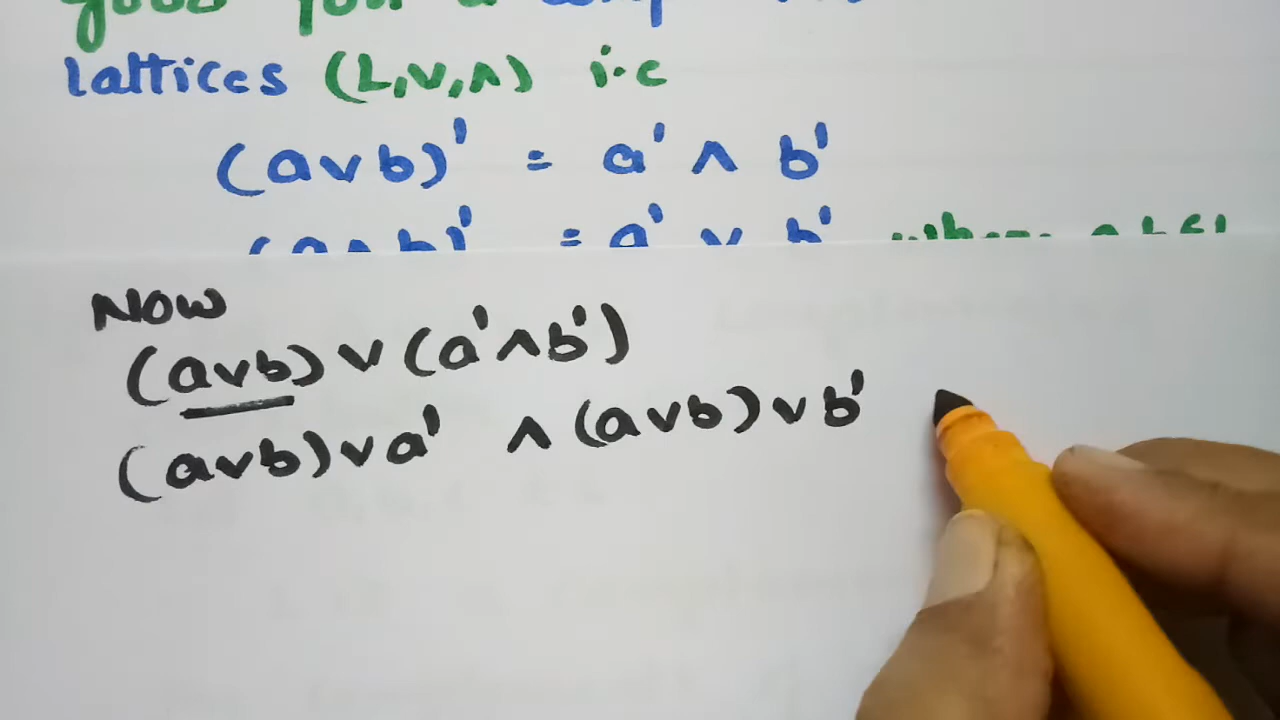 lattices (L,∨,∧) i.e
(a∨b)' = a' ∧ b'
(a∧b)' = a' ∨ b'
Now
(a∨b) ∨ (a'∧b')
(a∨b) ∨ a' ∧ (a∨b) ∨ b'